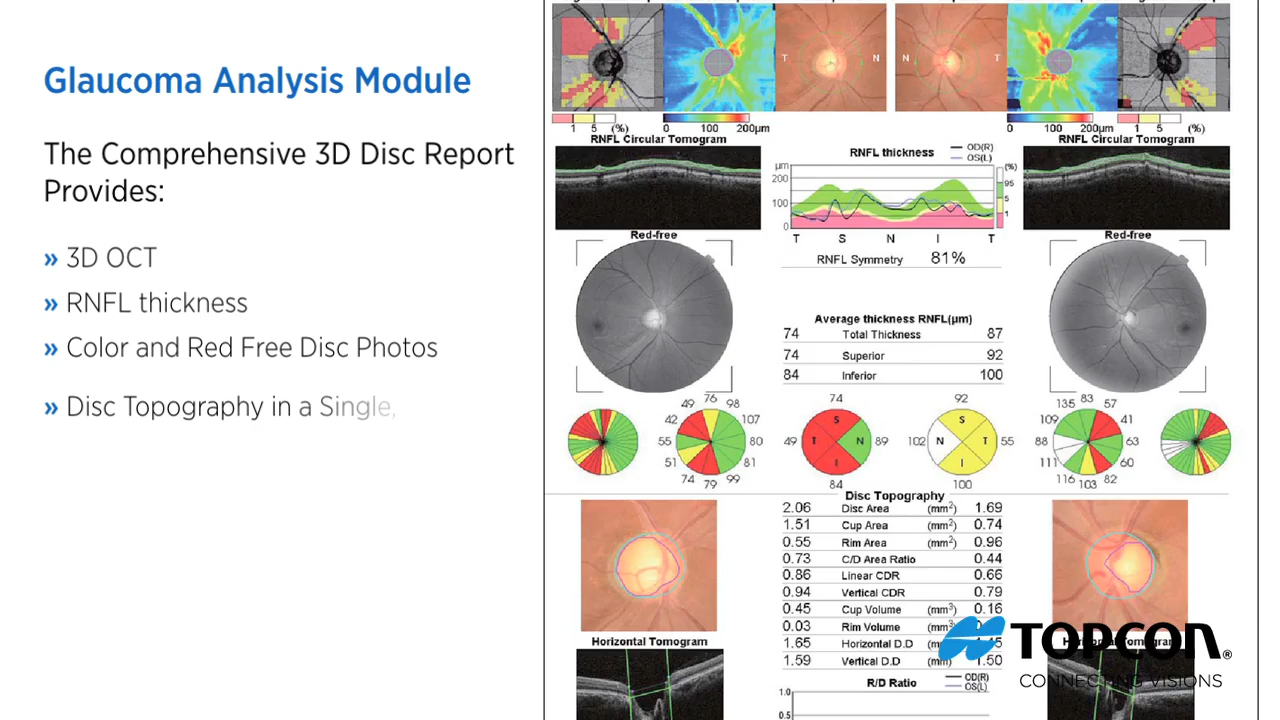 Glaucoma Analysis Module
The Comprehensive 3D Disc Report
Provides:
» 3D OCT
» RNFL thickness
» Color and Red Free Disc Photos
» Disc Topography in a Single,
T N
N T
1 5 (%)
0 100 200μm
0 100 200μm
1 5 (%)
RNFL Circular Tomogram
RNFL thickness
OD(R)
OS(L)
RNFL Circular Tomogram
μm
200
100
0
(%)
95
5
1
T S N I T
RNFL Symmetry 81%
Red-free
Red-free
Average thickness RNFL(μm)
74 Total Thickness 87
74 Superior 92
84 Inferior 100
49 76 98
42 107
55 80
51 81
74 79 99
74
49 S T N I 89
84
92
102 S N T I 55
100
135 83 57
109 41
88 63
111 60
116 103 82
Disc Topography
2.06 Disc Area (mm²) 1.69
1.51 Cup Area (mm²) 0.74
0.55 Rim Area (mm²) 0.96
0.73 C/D Area Ratio 0.44
0.86 Linear CDR 0.66
0.94 Vertical CDR 0.79
0.45 Cup Volume (mm³) 0.16
0.03 Rim Volume (mm³)
1.65 Horizontal D.D
1.59 Vertical D.D (mm) 1.50
Horizontal Tomogram
R/D Ratio
OD(R)
OS(L)
1.0
0.5
TOPCON®
CONNECTING VISIONS